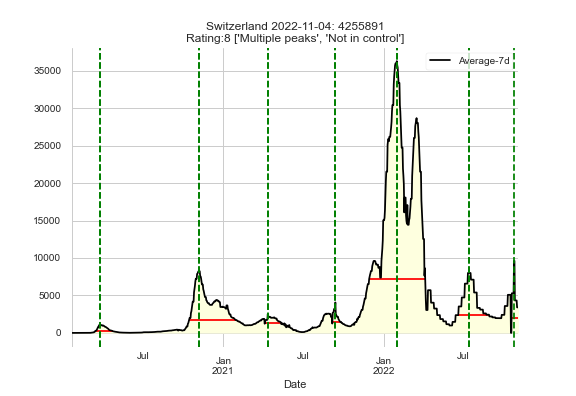 Switzerland 2022-11-04: 4255891
Rating:8 ['Multiple peaks', 'Not in control']
Average-7d
35000
30000
25000
20000
15000
10000
5000
0
Jul
Jan
2021
Jul
Jan
2022
Jul
Date